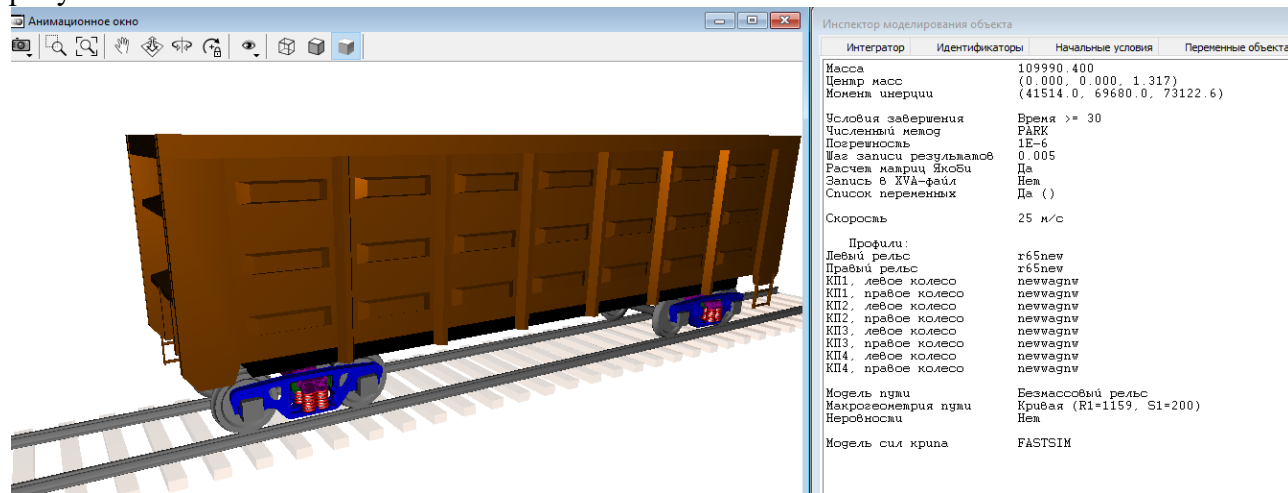 Анимационное окно
Инспектор моделирования объекта
Интегратор Идентификаторы Начальные условия Переменные объекта
Масса 109990.400
Центр масс (0.000, 0.000, 1.317)
Момент инерции (41514.0, 69680.0, 73122.6)
Условия завершения Время >= 30
Численный метод PARK
Погрешность 1E-6
Шаг записи результатов 0.005
Расчет матриц Якоби Да
Запись в XVA-файл Нет
Список переменных Да ()
Скорость 25 м/с
Профили:
Левый рельс r65new
Правый рельс r65new
КП1, левое колесо newwagnw
КП1, правое колесо newwagnw
КП2, левое колесо newwagnw
КП2, правое колесо newwagnw
КП3, левое колесо newwagnw
КП3, правое колесо newwagnw
КП4, левое колесо newwagnw
КП4, правое колесо newwagnw
Модель пути Безмассовый рельс
Макрогеометрия пути Кривая (R1=1159, S1=200)
Неровности Нет
Модель сил крипа FASTSIM